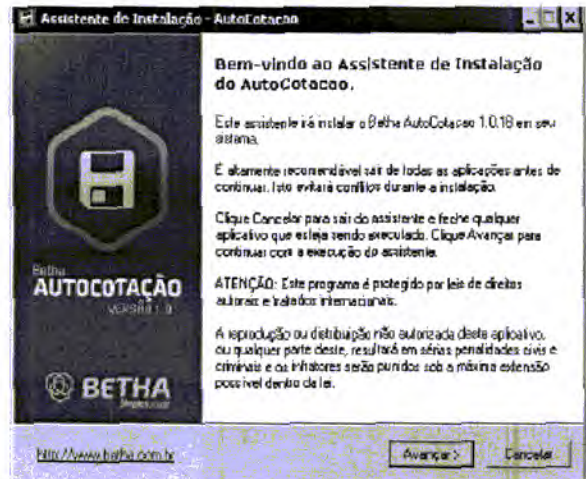 Assistente de Instalação - AutoCotacao
Bem-vindo ao Assistente de Instalação
do AutoCotacao.
Este assistente irá instalar o Betha AutoCotacao 1.0.18 em seu
sistema.
É altamente recomendável sair de todas as aplicações antes de
continuar. Isto evitará conflitos durante a instalação.
Clique Cancelar para sair do assistente e feche qualquer
aplicativo que esteja sendo executado. Clique Avançar para
continuar com a execução do assistente.
ATENÇÃO: Este programa é protegido por leis de direitos
autorais e tratados internacionais.
A reprodução ou distribuição não autorizada deste aplicativo,
ou qualquer parte deste, resultará em sérias penalidades civis e
criminais e os infratores serão punidos sob a máxima extensão
possível dentro da lei.
Betha
AUTOCOTAÇÃO
VERSÃO 1.0
BETHA
http://www.betha.com.br
Avançar >
Cancelar